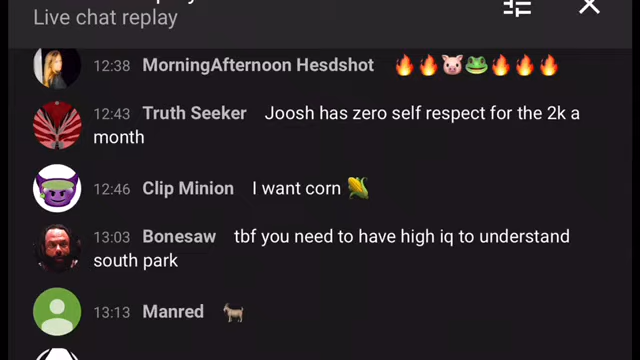 Live chat replay
12:38 MorningAfternoon Hesdshot 🔥🔥🐷🐸🔥🔥🔥
12:43 Truth Seeker Joosh has zero self respect for the 2k a
month
12:46 Clip Minion I want corn 🌽
13:03 Bonesaw tbf you need to have high iq to understand
south park
13:13 Manred 🐐